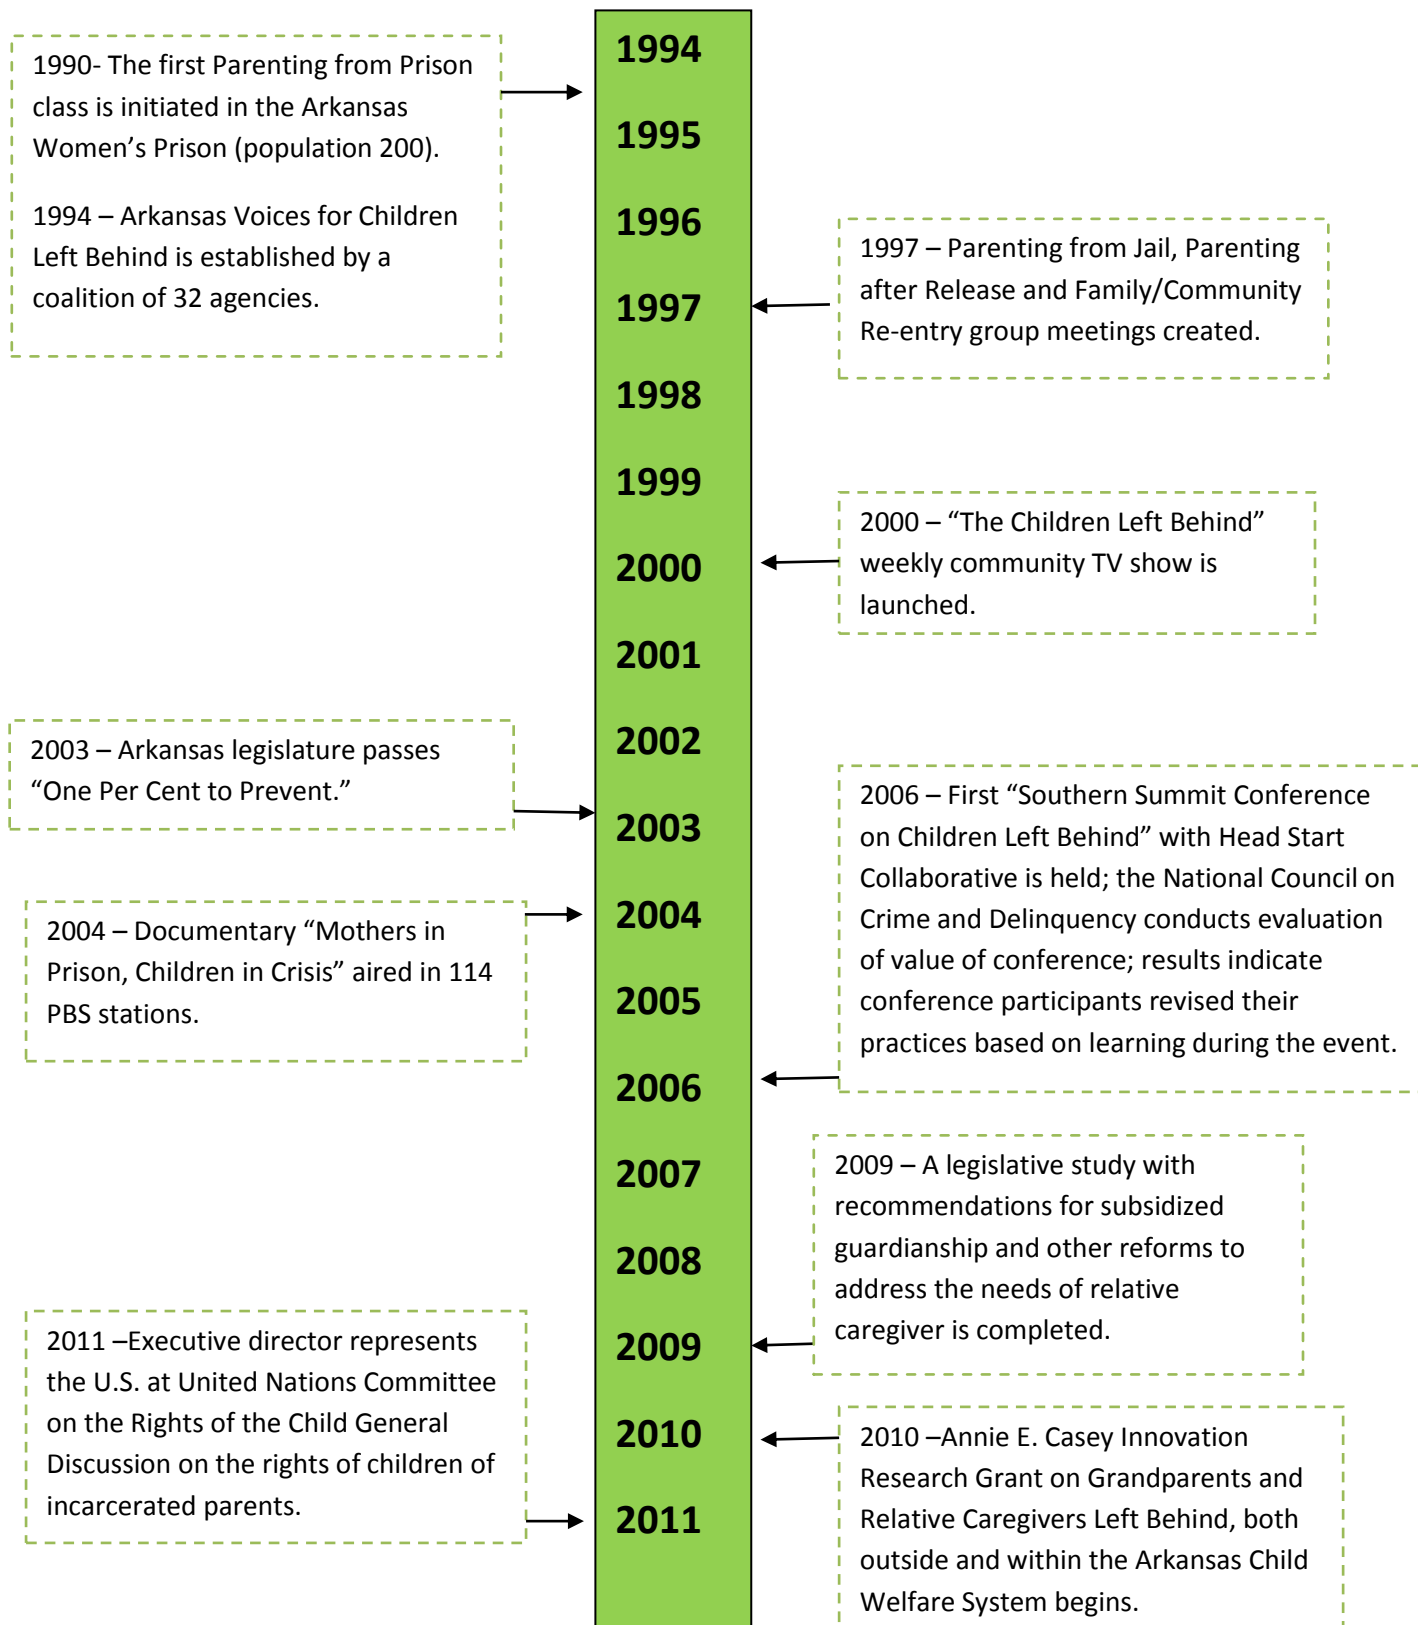 1990- The first Parenting from Prison
class is initiated in the Arkansas
Women’s Prison (population 200).
1994 – Arkansas Voices for Children
Left Behind is established by a
coalition of 32 agencies.
1994
1995
1996
1997
1997 – Parenting from Jail, Parenting
after Release and Family/Community
Re-entry group meetings created.
1998
1999
2000
2000 – “The Children Left Behind”
weekly community TV show is
launched.
2001
2002
2003 – Arkansas legislature passes
“One Per Cent to Prevent.”
2003
2004 – Documentary “Mothers in
Prison, Children in Crisis” aired in 114
PBS stations.
2004
2005
2006
2006 – First “Southern Summit Conference
on Children Left Behind” with Head Start
Collaborative is held; the National Council on
Crime and Delinquency conducts evaluation
of value of conference; results indicate
conference participants revised their
practices based on learning during the event.
2007
2008
2009
2009 – A legislative study with
recommendations for subsidized
guardianship and other reforms to
address the needs of relative
caregiver is completed.
2010
2010 –Annie E. Casey Innovation
Research Grant on Grandparents and
Relative Caregivers Left Behind, both
outside and within the Arkansas Child
Welfare System begins.
2011 –Executive director represents
the U.S. at United Nations Committee
on the Rights of the Child General
Discussion on the rights of children of
incarcerated parents.
2011